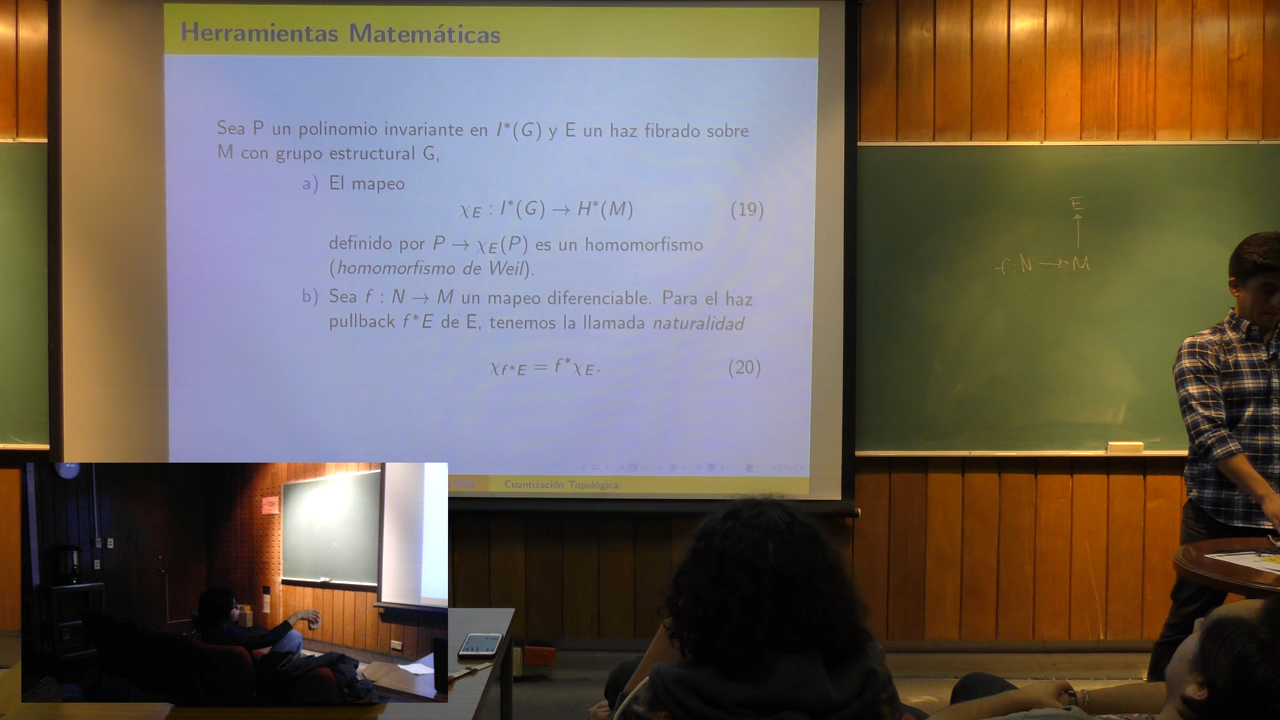 Herramientas Matemáticas
Sea P un polinomio invariante en I*(G) y E un haz fibrado sobre
M con grupo estructural G,
a) El mapeo
χ_E : I*(G) → H*(M) (19)
definido por P → χ_E(P) es un homomorfismo
(homomorfismo de Weil).
b) Sea f : N → M un mapeo diferenciable. Para el haz
pullback f*E de E, tenemos la llamada naturalidad
χ_{f*E} = f*χ_E. (20)
Cuantización Topológica
E
f: N → M